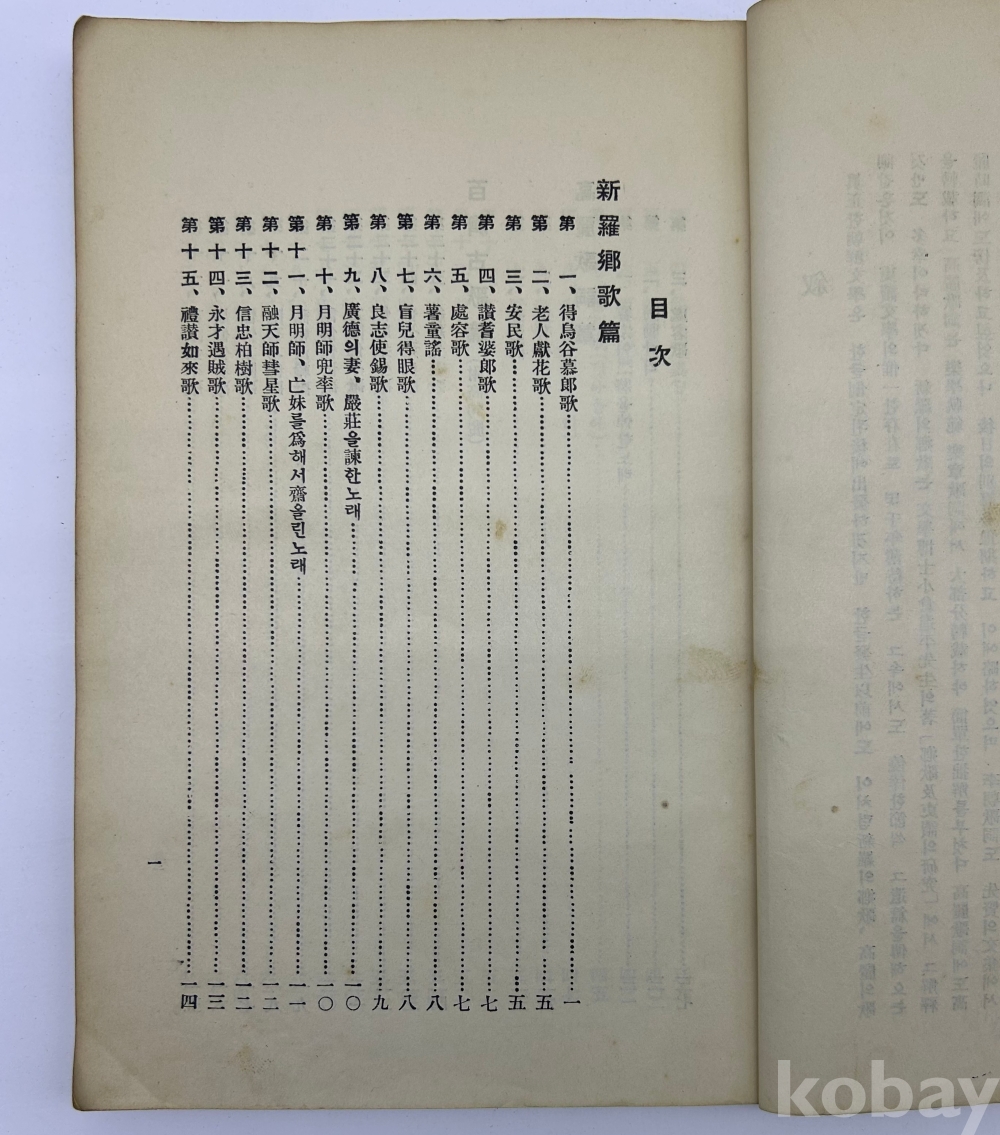 目次
新羅鄕歌篇
第一、得烏谷慕郎歌……一
第二、老人獻花歌……五
第三、安民歌……五
第四、讃耆婆郎歌……七
第五、處容歌……七
第六、薯童謠……八
第七、盲兒得眼歌……八
第八、良志使錫歌……九
第九、廣德의妻、嚴莊을諫한노래……一〇
第十、月明師兜率歌……一〇
第十一、月明師、亡妹를爲해서齋올린노래……一一
第十二、融天師彗星歌……一二
第十三、信忠柏樹歌……一二
第十四、永才遇賊歌……一三
第十五、禮讃如來歌……一四
一
kobay